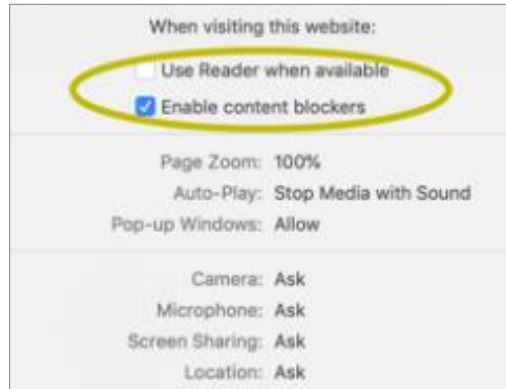 When visiting this website:
Use Reader when available
Enable content blockers
Page Zoom: 100%
Auto-Play: Stop Media with Sound
Pop-up Windows: Allow
Camera: Ask
Microphone: Ask
Screen Sharing: Ask
Location: Ask